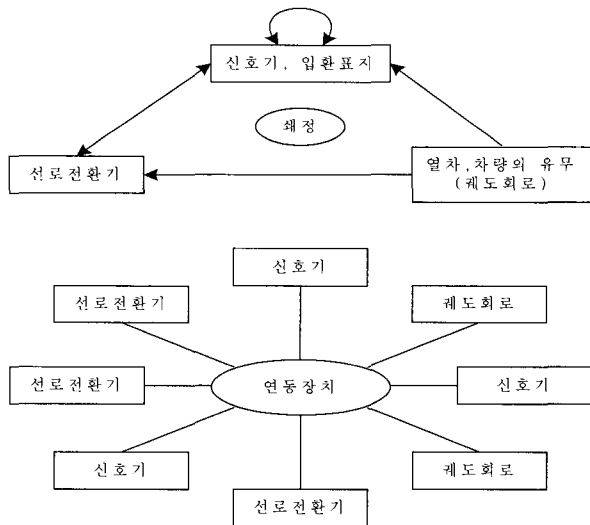 신호기, 입환표지
쇄정
선로전환기
열차,차량의 유무
(궤도회로)
신호기
선로전환기
궤도회로
선로전환기
연동장치
신호기
신호기
궤도회로
선로전환기